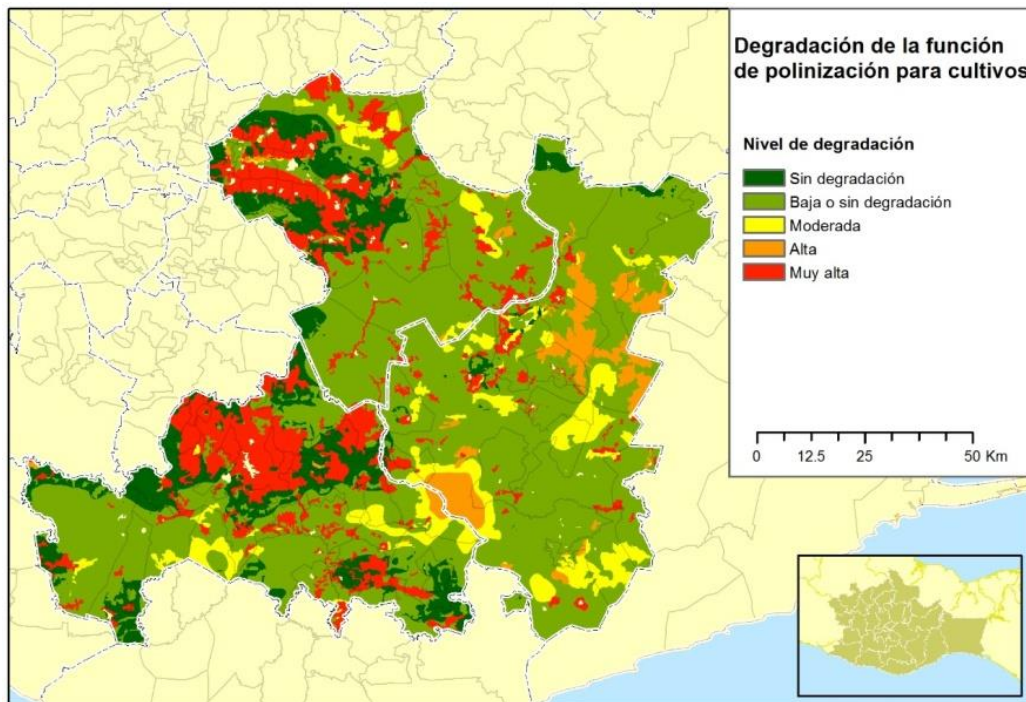 Degradación de la función
de polinización para cultivos
Nivel de degradación
Sin degradación
Baja o sin degradación
Moderada
Alta
Muy alta
0 12.5 25 50 Km